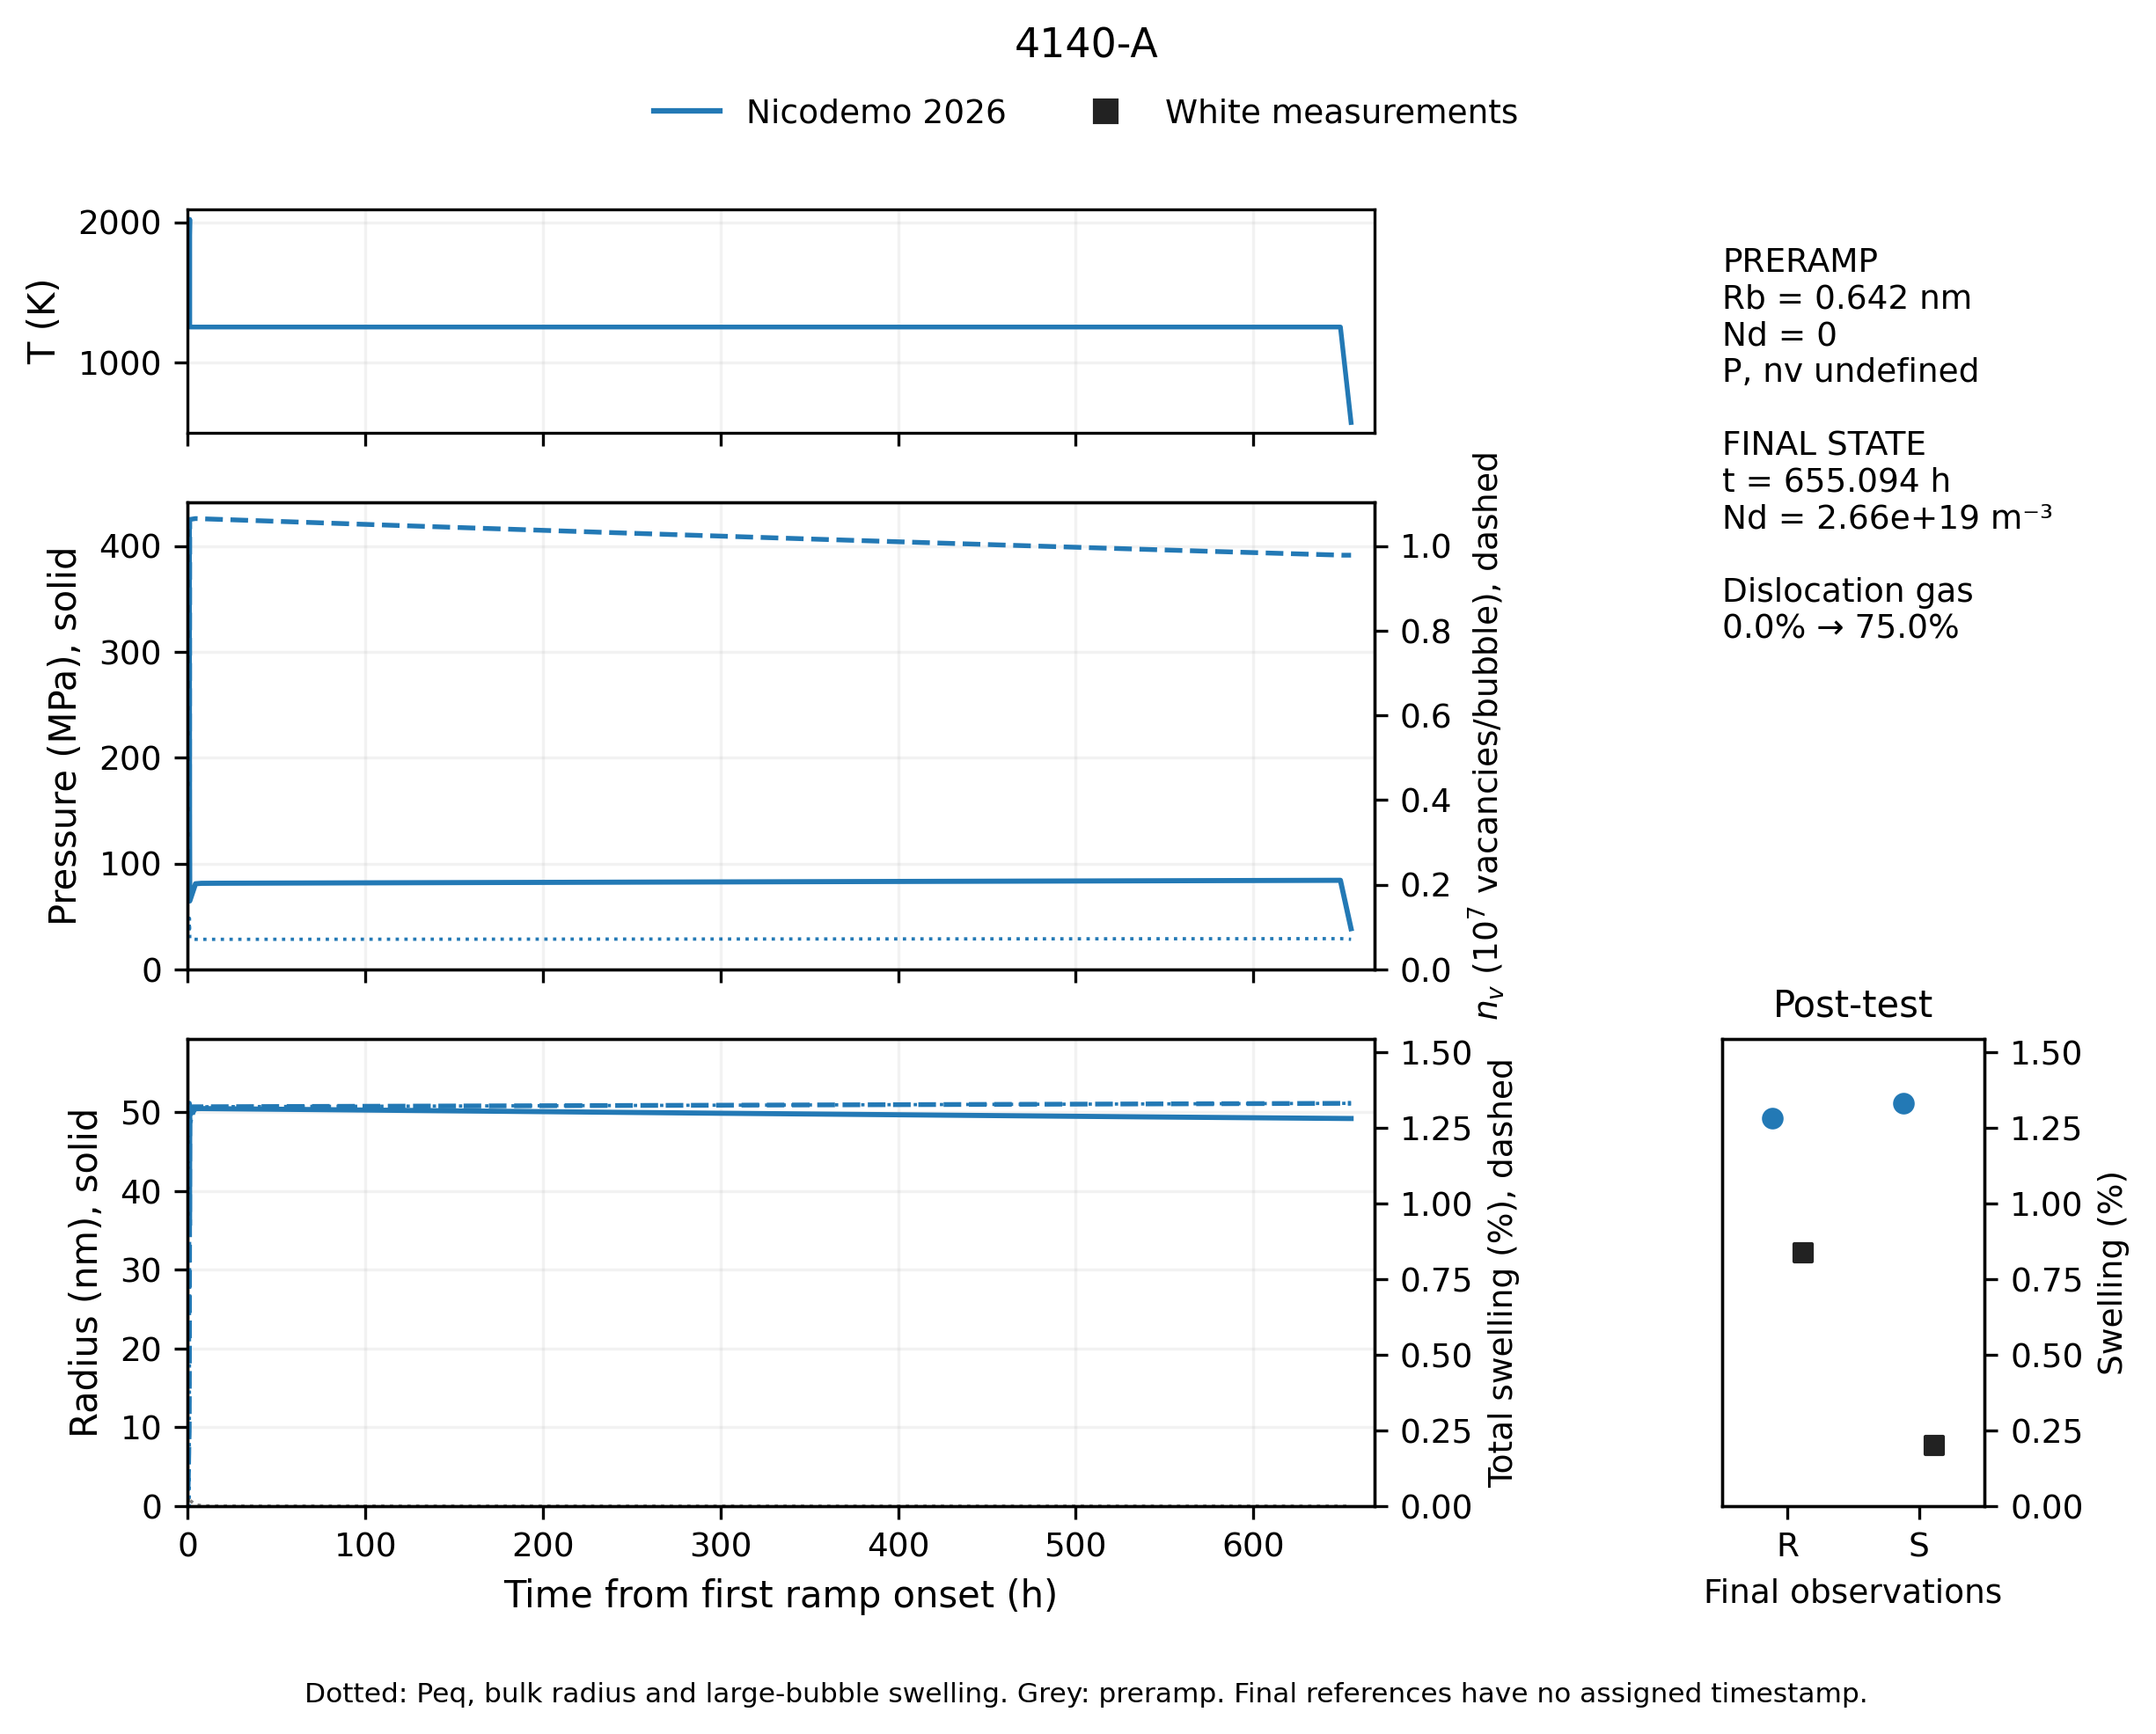 4140-A
Nicodemo 2026
White measurements
2000
1000
T (K)
PRERAMP
Rb = 0.642 nm
Nd = 0
P, nv undefined
FINAL STATE
t = 655.094 h
Nd = 2.66e+19 m⁻³
Dislocation gas
0.0% → 75.0%
400
300
200
100
0
Pressure (MPa), solid
1.0
0.8
0.6
0.4
0.2
0.0
nᵥ (10⁷ vacancies/bubble), dashed
50
40
30
20
10
0
Radius (nm), solid
1.50
1.25
1.00
0.75
0.50
0.25
0.00
Total swelling (%), dashed
0 100 200 300 400 500 600
Time from first ramp onset (h)
Post-test
1.50
1.25
1.00
0.75
0.50
0.25
0.00
Swelling (%)
R S
Final observations
Dotted: Peq, bulk radius and large-bubble swelling. Grey: preramp. Final references have no assigned timestamp.